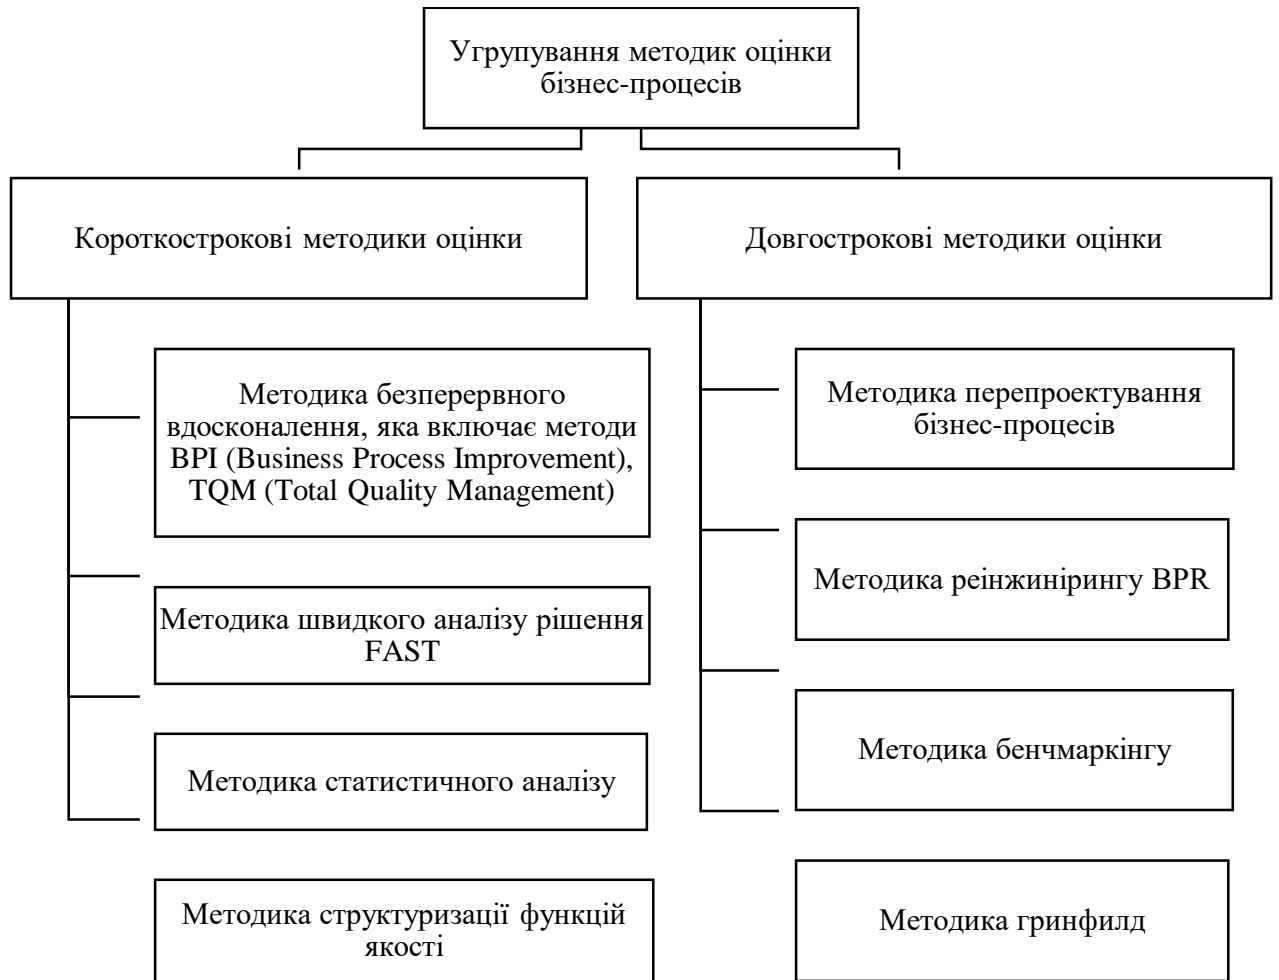 Угрупування методик оцінки
бізнес-процесів
Короткострокові методики оцінки
Довгострокові методики оцінки
Методика безперервного
вдосконалення, яка включає методи
BPI (Business Process Improvement),
TQM (Total Quality Management)
Методика швидкого аналізу рішення
FAST
Методика статистичного аналізу
Методика структуризації функцій
якості
Методика перепроектування
бізнес-процесів
Методика реінжинірингу BPR
Методика бенчмаркінгу
Методика гринфилд